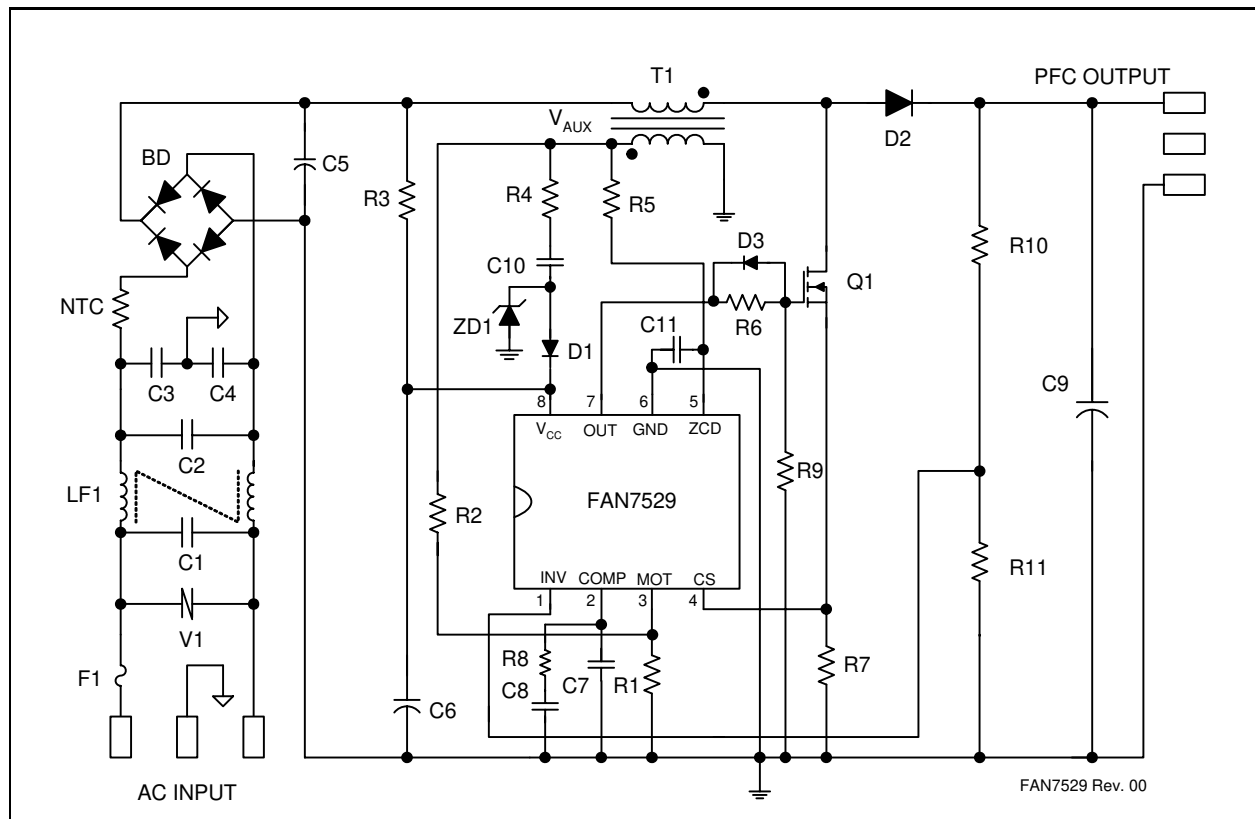 T1
PFC OUTPUT
VAUX
D2
BD
C5
R3
R4
R5
D3
R10
C10
Q1
NTC
ZD1
R6
C11
D1
C3
C4
C9
8
7
6
5
VCC
OUT
GND
ZCD
C2
R9
LF1
FAN7529
R2
C1
R11
INV
COMP
MOT
CS
1
2
3
4
V1
R8
R7
F1
C8
C7
R1
C6
AC INPUT
FAN7529 Rev. 00